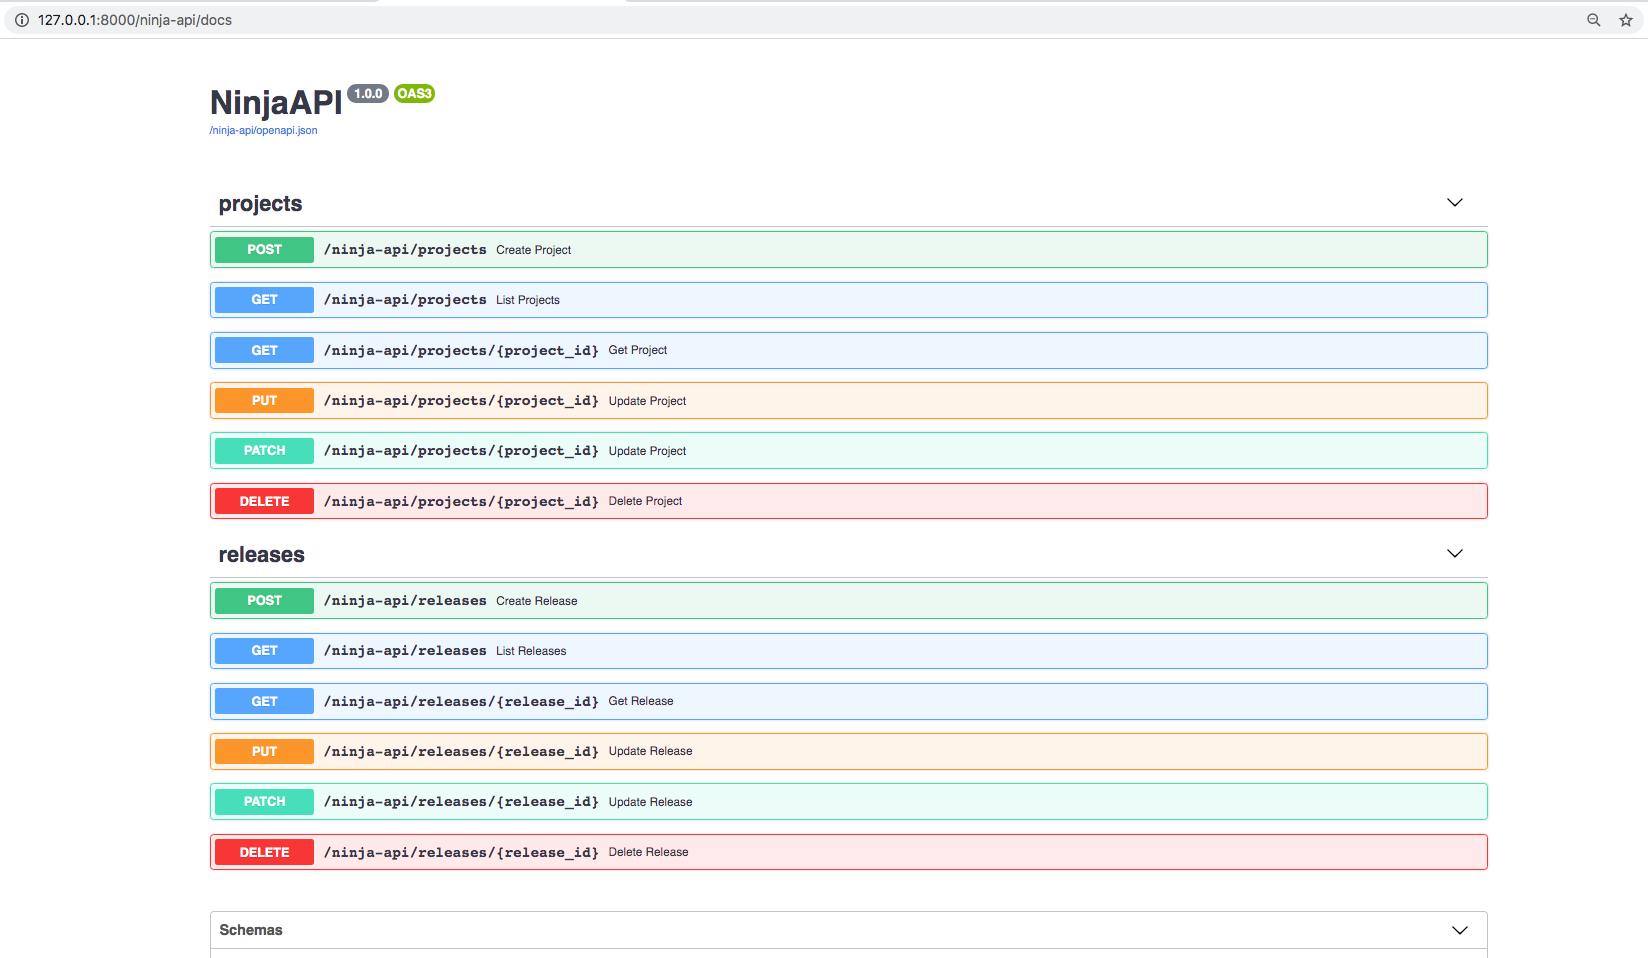 127.0.0.1:8000/ninja-api/docs
NinjaAPI 1.0.0 OAS3
/ninja-api/openapi.json
projects
POST /ninja-api/projects Create Project
GET /ninja-api/projects List Projects
GET /ninja-api/projects/{project_id} Get Project
PUT /ninja-api/projects/{project_id} Update Project
PATCH /ninja-api/projects/{project_id} Update Project
DELETE /ninja-api/projects/{project_id} Delete Project
releases
POST /ninja-api/releases Create Release
GET /ninja-api/releases List Releases
GET /ninja-api/releases/{release_id} Get Release
PUT /ninja-api/releases/{release_id} Update Release
PATCH /ninja-api/releases/{release_id} Update Release
DELETE /ninja-api/releases/{release_id} Delete Release
Schemas